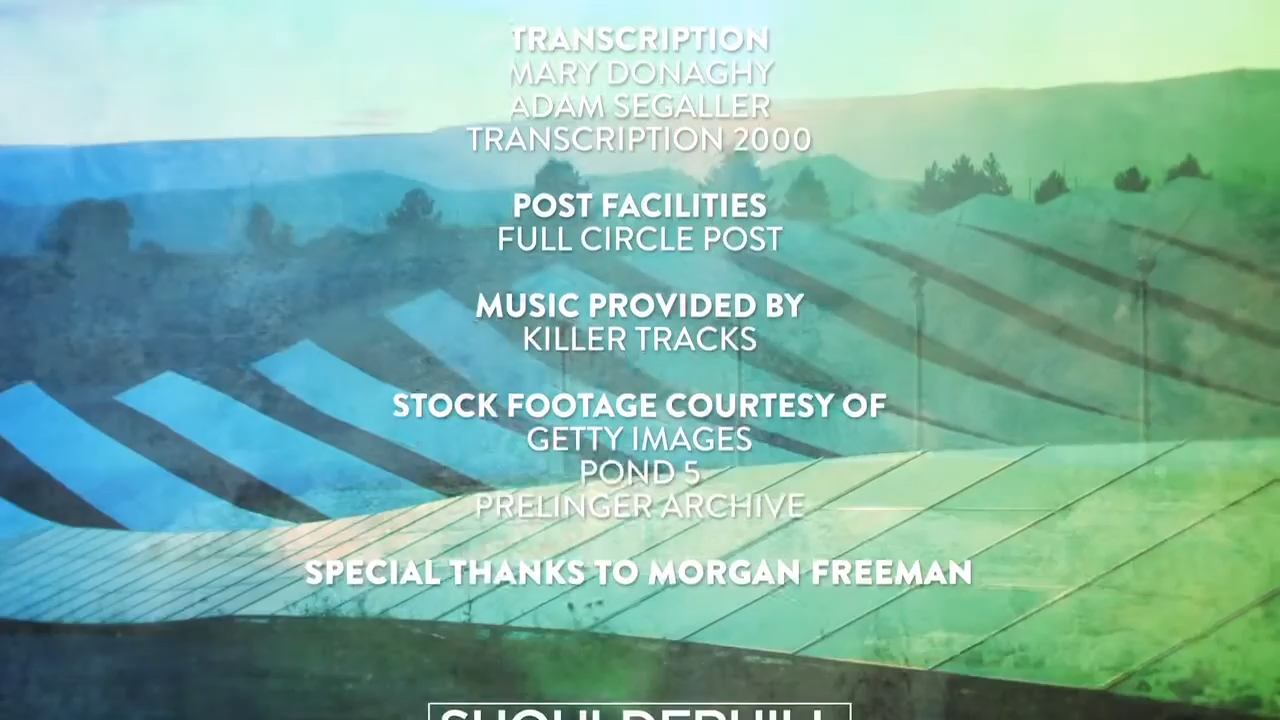 TRANSCRIPTION
MARY DONAGHY
ADAM SEGALLER
TRANSCRIPTION 2000
POST FACILITIES
FULL CIRCLE POST
MUSIC PROVIDED BY
KILLER TRACKS
STOCK FOOTAGE COURTESY OF
GETTY IMAGES
POND 5
PRELINGER ARCHIVE
SPECIAL THANKS TO MORGAN FREEMAN